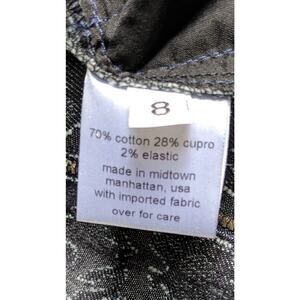 8
70% cotton 28% cupro
2% elastic
made in midtown
manhattan, usa
with imported fabric
over for care